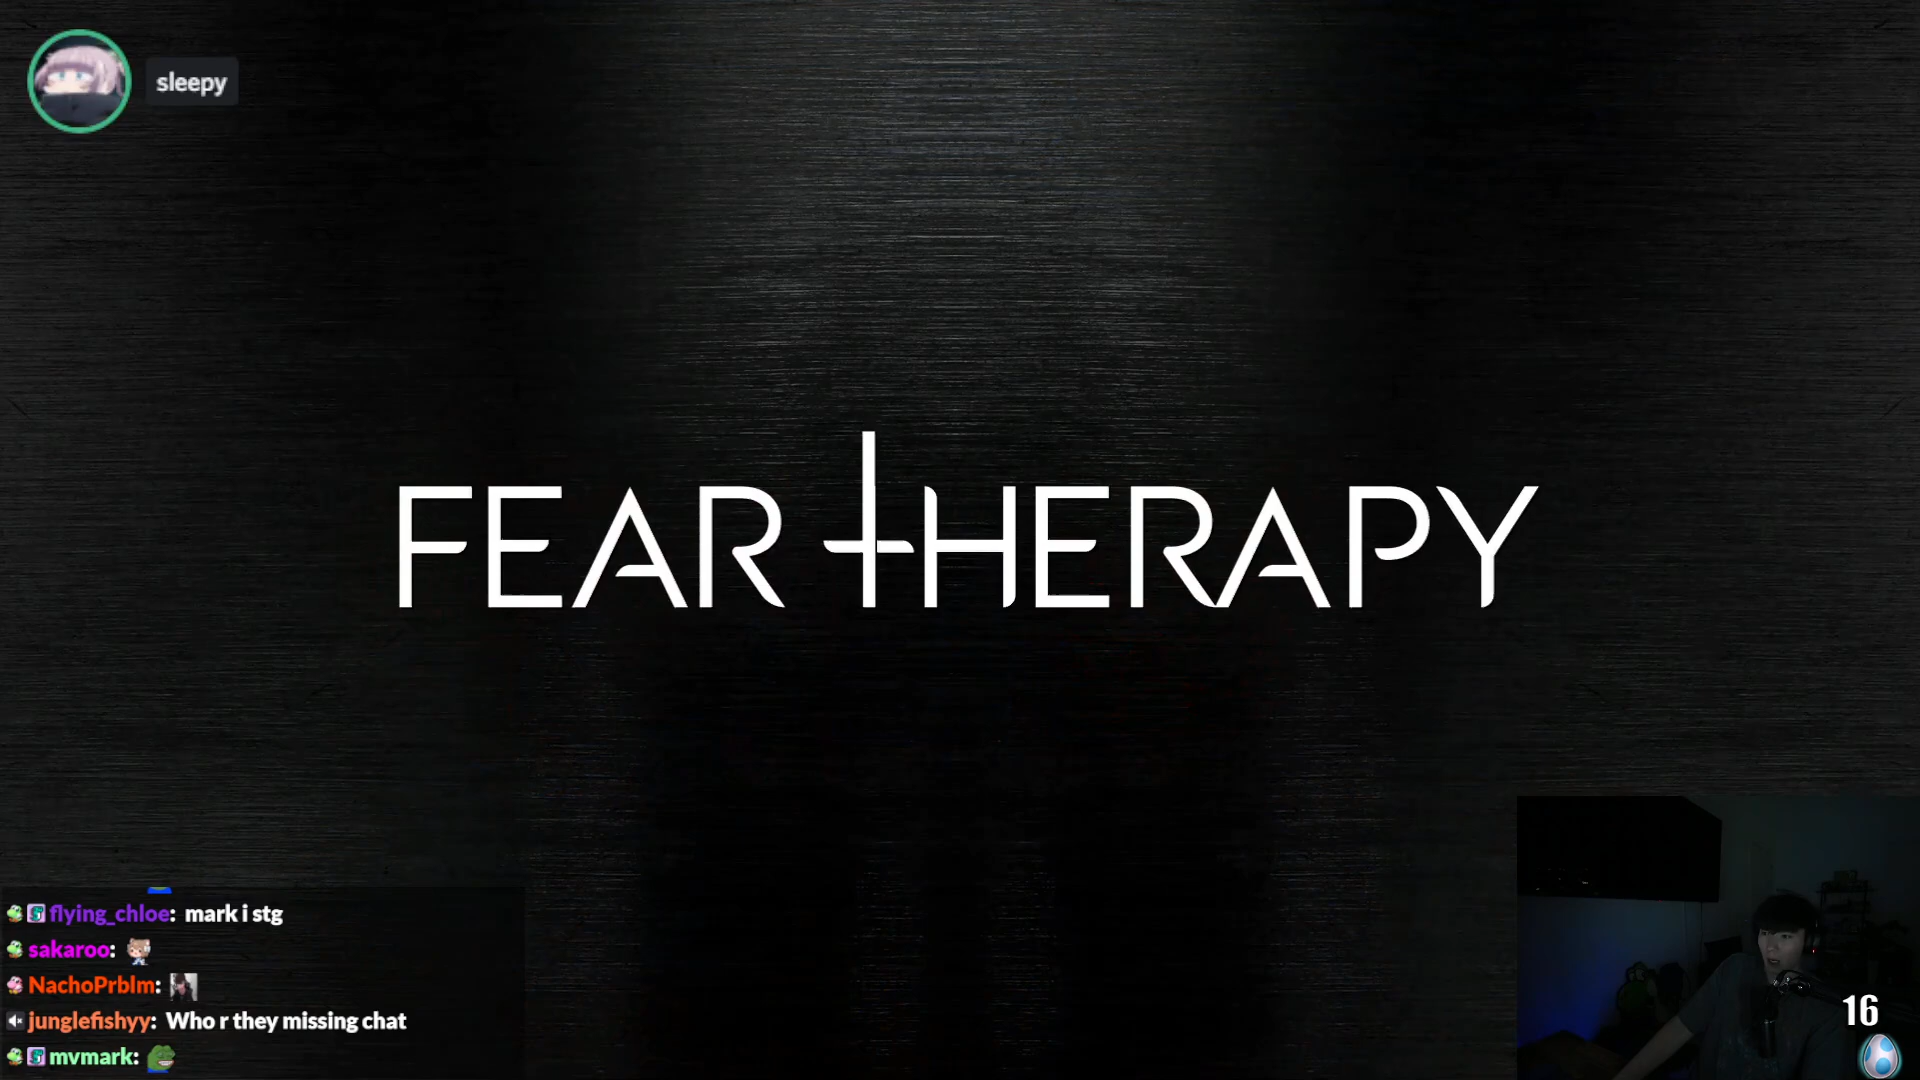 sleepy
FEAR THERAPY
flying_chloe: mark i stg
sakaroo:
NachoPrblm:
junglefishyy: Who r they missing chat
mvmark:
16